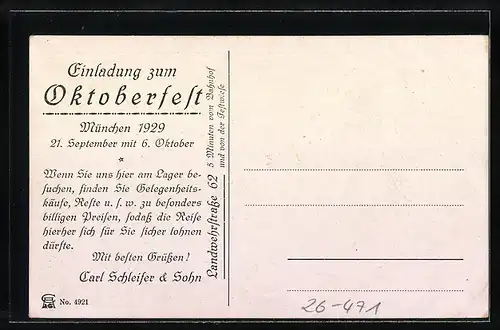 Einladung zum
Oktoberfest
München 1929
21. September mit 6. Oktober
*
Wenn Sie uns hier am Lager be-
suchen, finden Sie Gelegenheits-
käufe, Reste u. s. w. zu besonders
billigen Preisen, sodaß die Reise
hierher sich für Sie sicher lohnen
dürfte.
Mit besten Grüßen!
Carl Schleifer & Sohn
No. 4921
Landwehrstraße 62
5 Minuten vom Bahnhof
und von der Festwiese
26-471